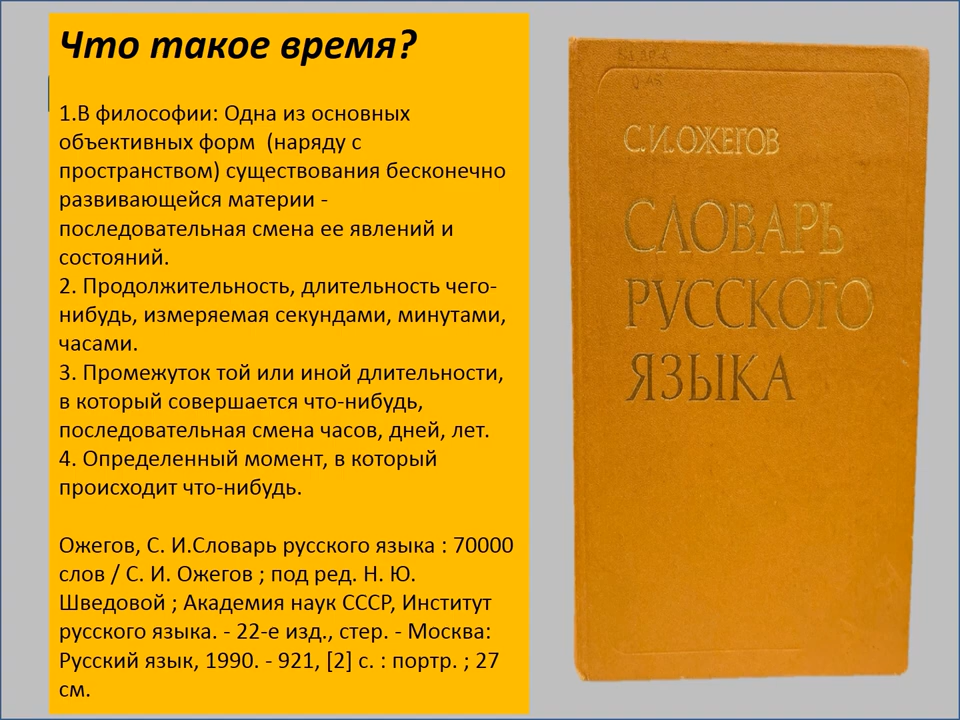 Что такое время?
1.В философии: Одна из основных
объективных форм  (наряду с
пространством) существования бесконечно
развивающейся материи -
последовательная смена ее явлений и
состояний.
2. Продолжительность, длительность чего-
нибудь, измеряемая секундами, минутами,
часами.
3. Промежуток той или иной длительности,
в который совершается что-нибудь,
последовательная смена часов, дней, лет.
4. Определенный момент, в который
происходит что-нибудь.
Ожегов, С. И.Словарь русского языка : 70000
слов / С. И. Ожегов ; под ред. Н. Ю.
Шведовой ; Академия наук СССР, Институт
русского языка. - 22-е изд., стер. - Москва:
Русский язык, 1990. - 921, [2] с. : портр. ; 27
см.
С.И.ОЖЕГОВ
СЛОВАРЬ
РУССКОГО
ЯЗЫКА